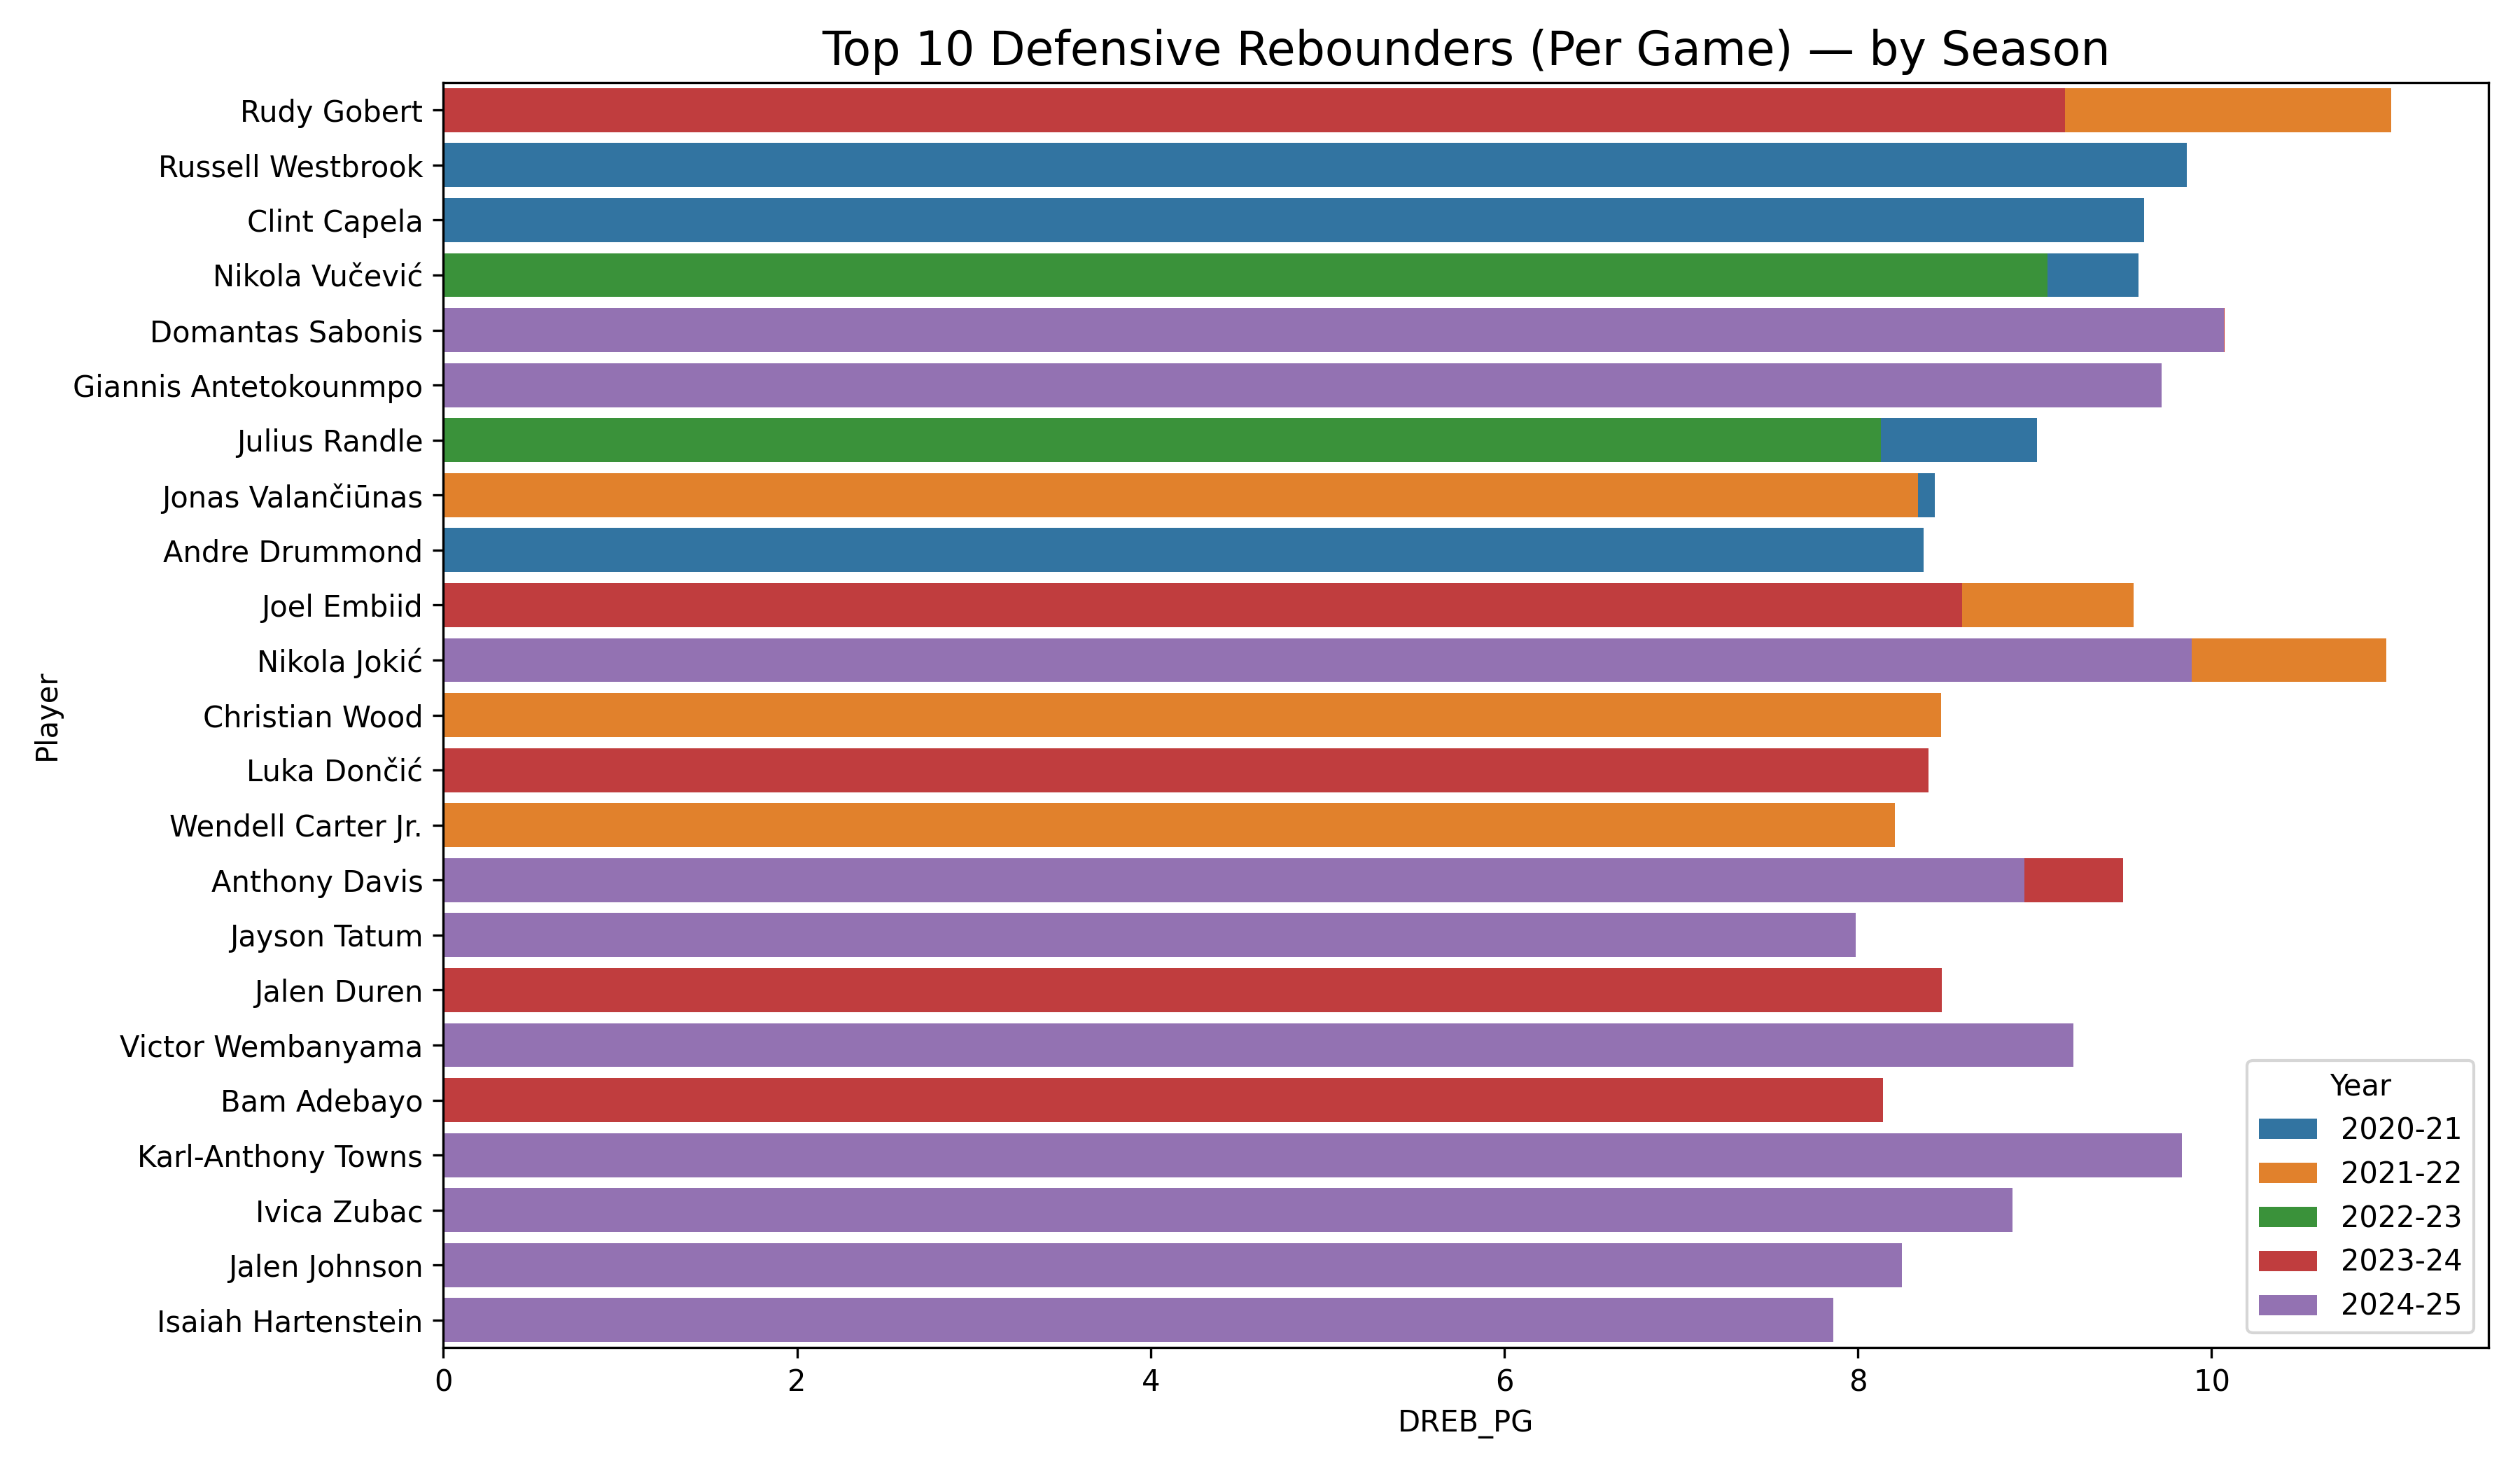 Top 10 Defensive Rebounders (Per Game) — by Season
Rudy Gobert
Russell Westbrook
Clint Capela
Nikola Vučević
Domantas Sabonis
Giannis Antetokounmpo
Julius Randle
Jonas Valančiūnas
Andre Drummond
Joel Embiid
Nikola Jokić
Christian Wood
Luka Dončić
Wendell Carter Jr.
Anthony Davis
Jayson Tatum
Jalen Duren
Victor Wembanyama
Bam Adebayo
Karl-Anthony Towns
Ivica Zubac
Jalen Johnson
Isaiah Hartenstein
Player
0 2 4 6 8 10
DREB_PG
Year
2020-21
2021-22
2022-23
2023-24
2024-25